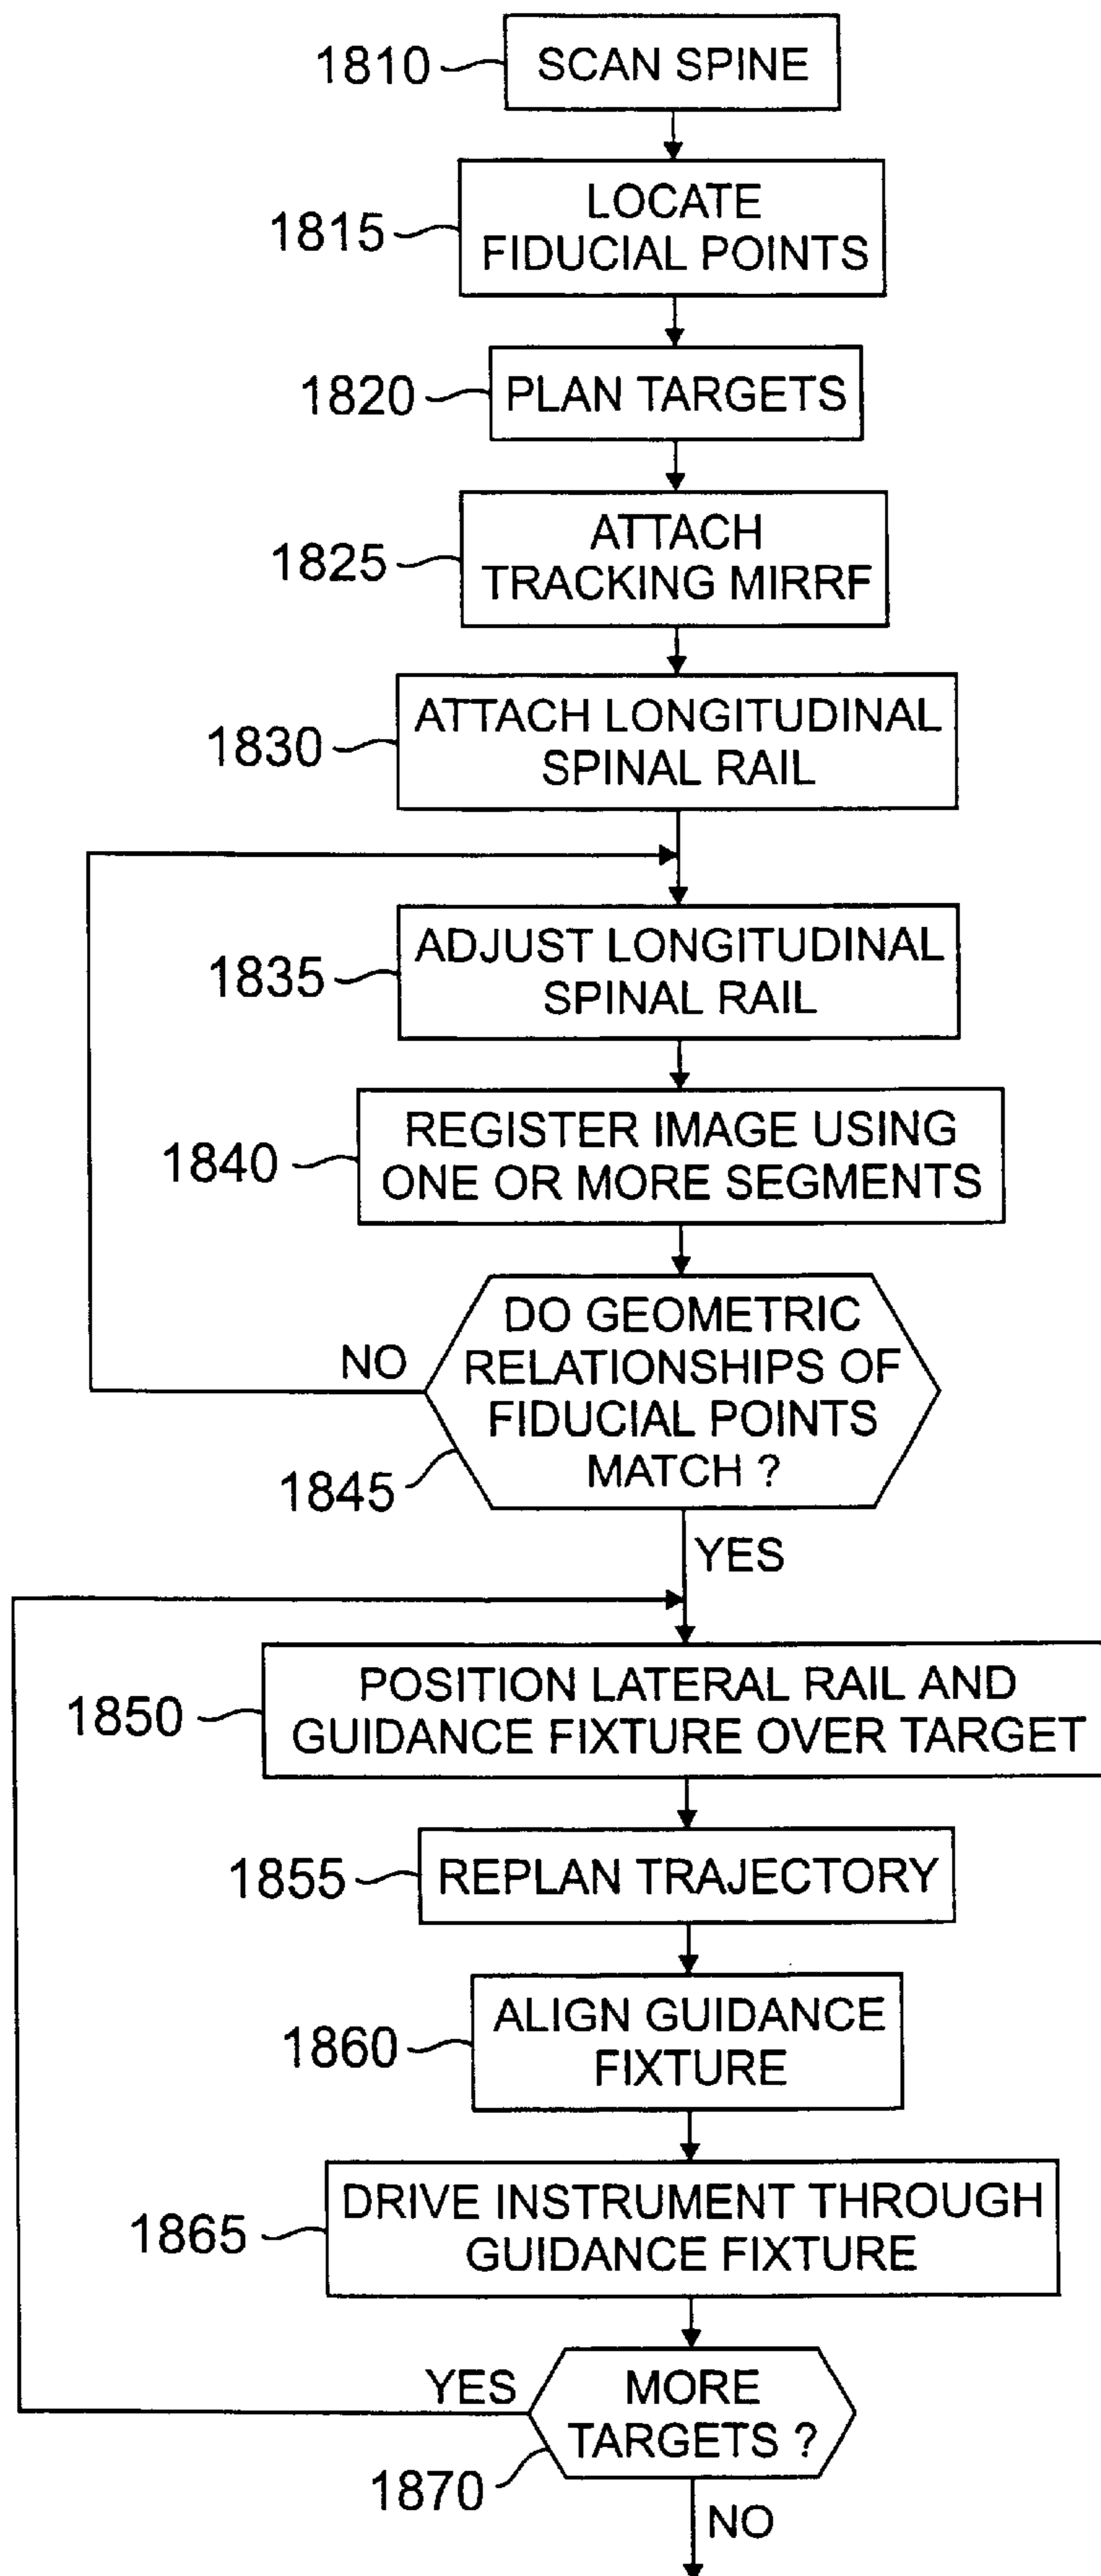 1810
SCAN SPINE
1815
LOCATE
FIDUCIAL POINTS
1820
PLAN TARGETS
1825
ATTACH
TRACKING MIRRF
1830
ATTACH LONGITUDINAL
SPINAL RAIL
1835
ADJUST LONGITUDINAL
SPINAL RAIL
1840
REGISTER IMAGE USING
ONE OR MORE SEGMENTS
NO
DO GEOMETRIC
RELATIONSHIPS OF
FIDUCIAL POINTS
MATCH ?
1845
YES
1850
POSITION LATERAL RAIL AND
GUIDANCE FIXTURE OVER TARGET
1855
REPLAN TRAJECTORY
1860
ALIGN GUIDANCE
FIXTURE
1865
DRIVE INSTRUMENT THROUGH
GUIDANCE FIXTURE
YES
MORE
TARGETS ?
1870
NO